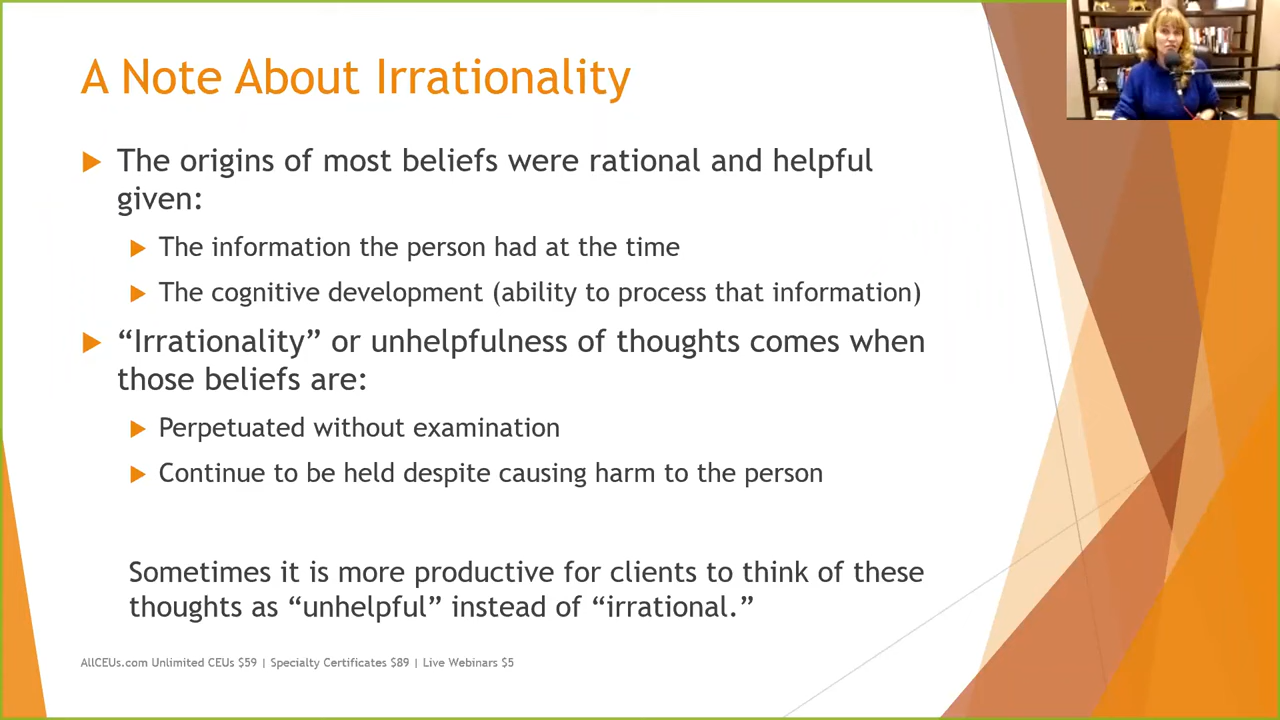 A Note About Irrationality
The origins of most beliefs were rational and helpful
given:
The information the person had at the time
The cognitive development (ability to process that information)
“Irrationality” or unhelpfulness of thoughts comes when
those beliefs are:
Perpetuated without examination
Continue to be held despite causing harm to the person
Sometimes it is more productive for clients to think of these
thoughts as “unhelpful” instead of “irrational.”
AllCEUs.com Unlimited CEUs $59 | Specialty Certificates $89 | Live Webinars $5